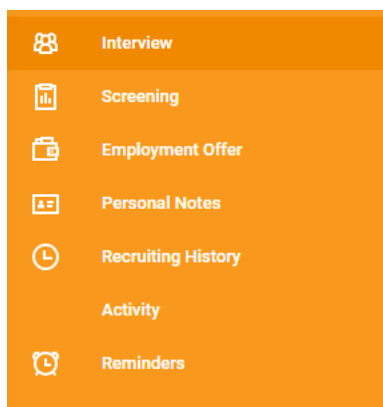 Interview
Screening
Employment Offer
Personal Notes
Recruiting History
Activity
Reminders